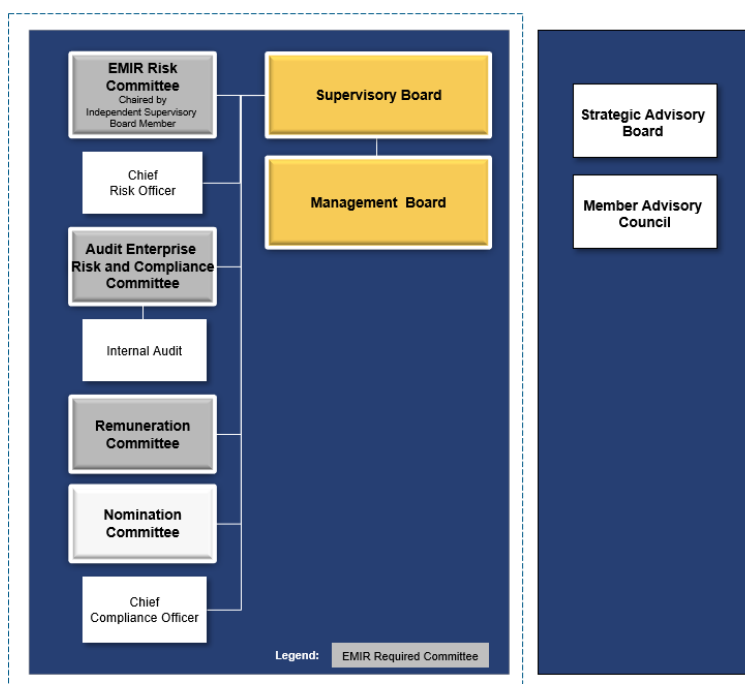 EMIR Risk
Committee
Chaired by
Independent Supervisory
Board Member
Supervisory Board
Chief
Risk Officer
Management Board
Audit Enterprise
Risk and Compliance
Committee
Internal Audit
Remuneration
Committee
Nomination
Committee
Chief
Compliance Officer
Legend:
EMIR Required Committee
Strategic Advisory
Board
Member Advisory
Council